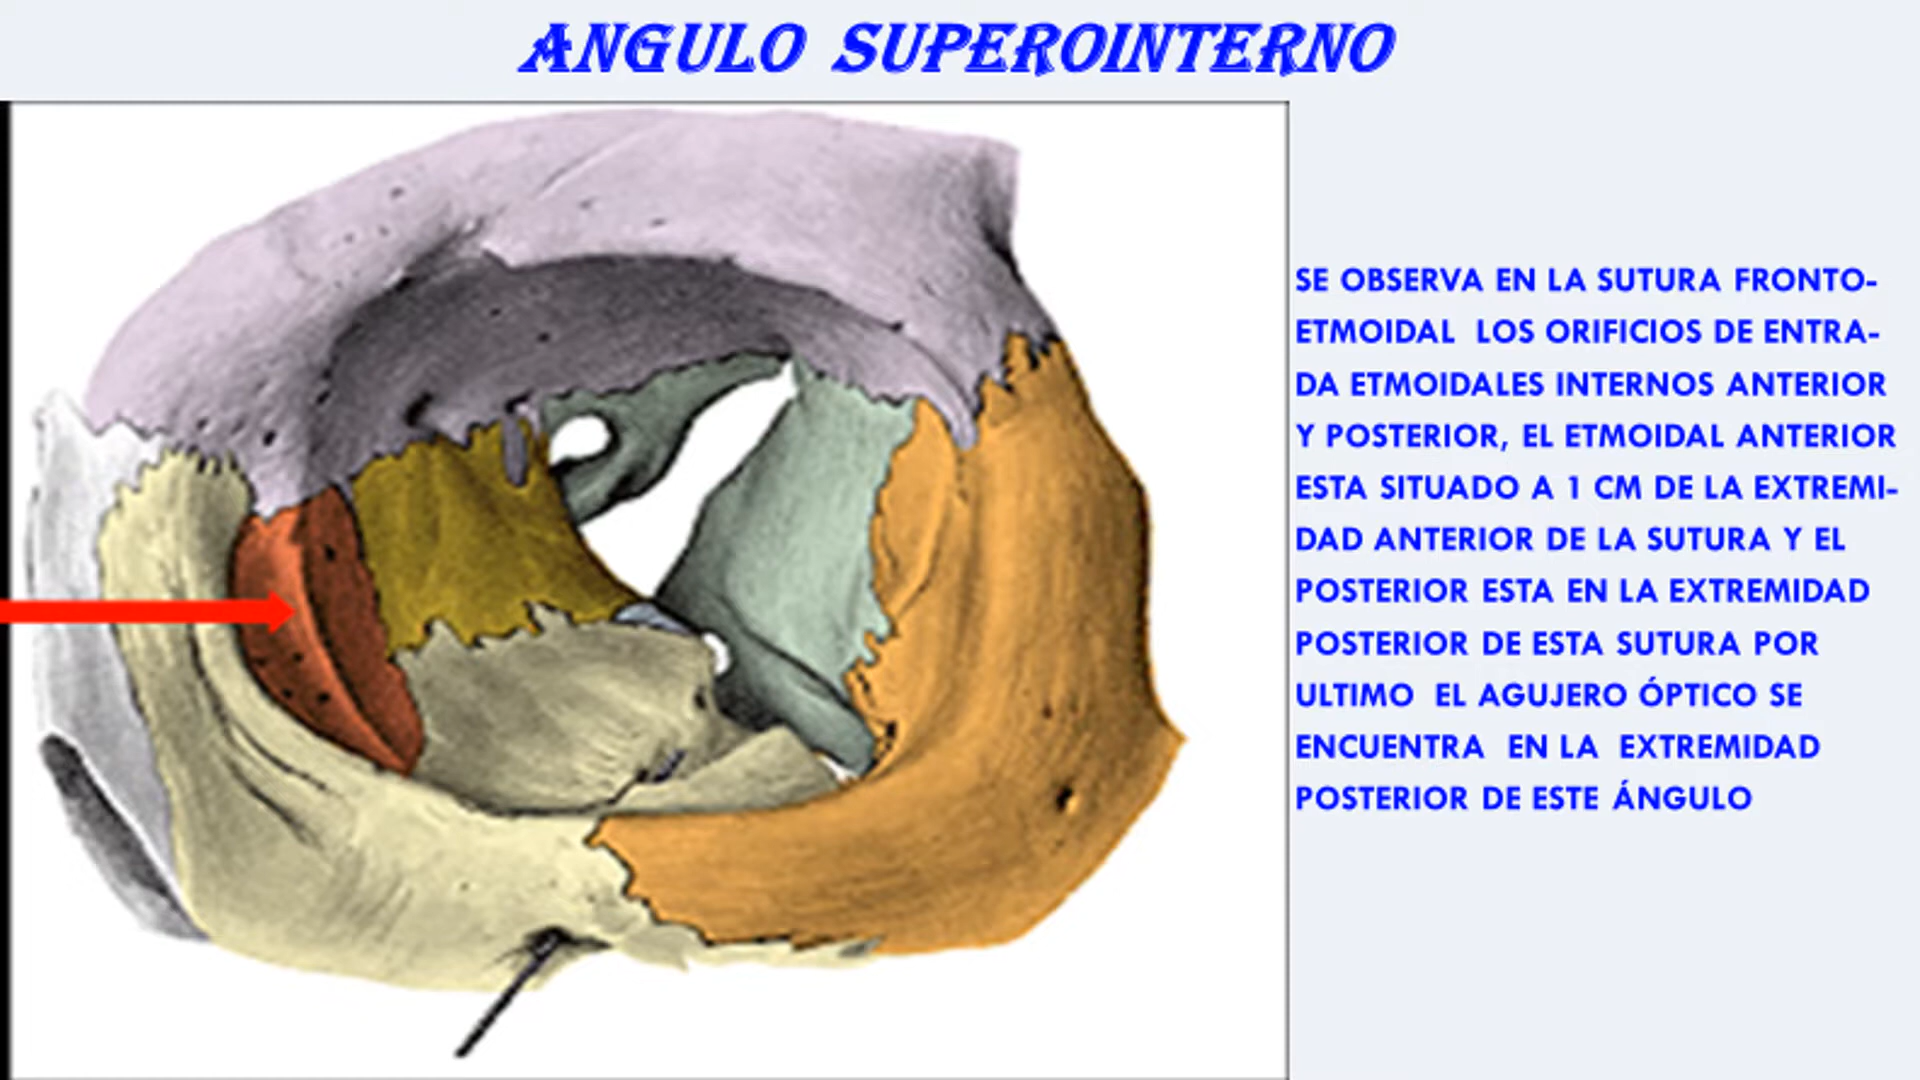 ANGULO SUPEROINTERNO
SE OBSERVA EN LA SUTURA FRONTO-
ETMOIDAL LOS ORIFICIOS DE ENTRA-
DA ETMOIDALES INTERNOS ANTERIOR
Y POSTERIOR, EL ETMOIDAL ANTERIOR
ESTA SITUADO A 1 CM DE LA EXTREMI-
DAD ANTERIOR DE LA SUTURA Y EL
POSTERIOR ESTA EN LA EXTREMIDAD
POSTERIOR DE ESTA SUTURA POR
ULTIMO EL AGUJERO ÓPTICO SE
ENCUENTRA EN LA EXTREMIDAD
POSTERIOR DE ESTE ÁNGULO